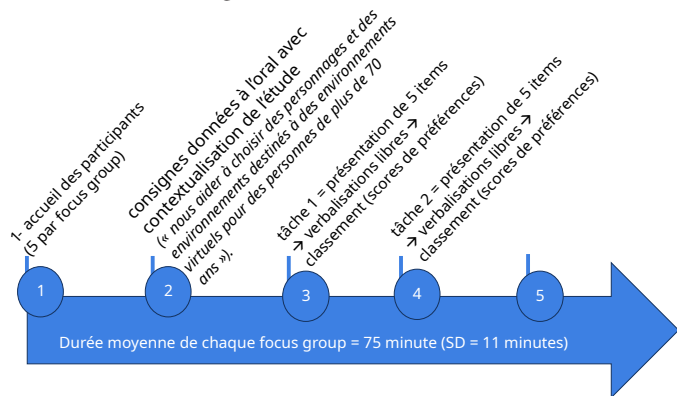 1- accueil des participants
(5 par focus group)
consignes données à l'oral avec
contextualisation de l'étude
(« nous aider à choisir des personnages et des
environnements destinés à des environnements
virtuels pour des personnes de plus de 70
ans »).
tâche 1 = présentation de 5 items
→ verbalisations libres →
classement (scores de préférences)
tâche 2 = présentation de 5 items
→ verbalisations libres →
classement (scores de préférences)
1
2
3
4
5
Durée moyenne de chaque focus group = 75 minute (SD = 11 minutes)